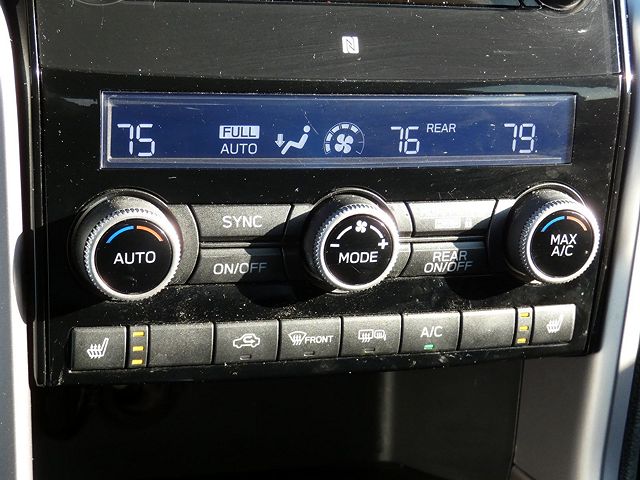 N
75 FULL AUTO 76 REAR 79
AUTO
SYNC
ON/OFF
MODE
REAR
ON/OFF
MAX
A/C
FRONT
A/C